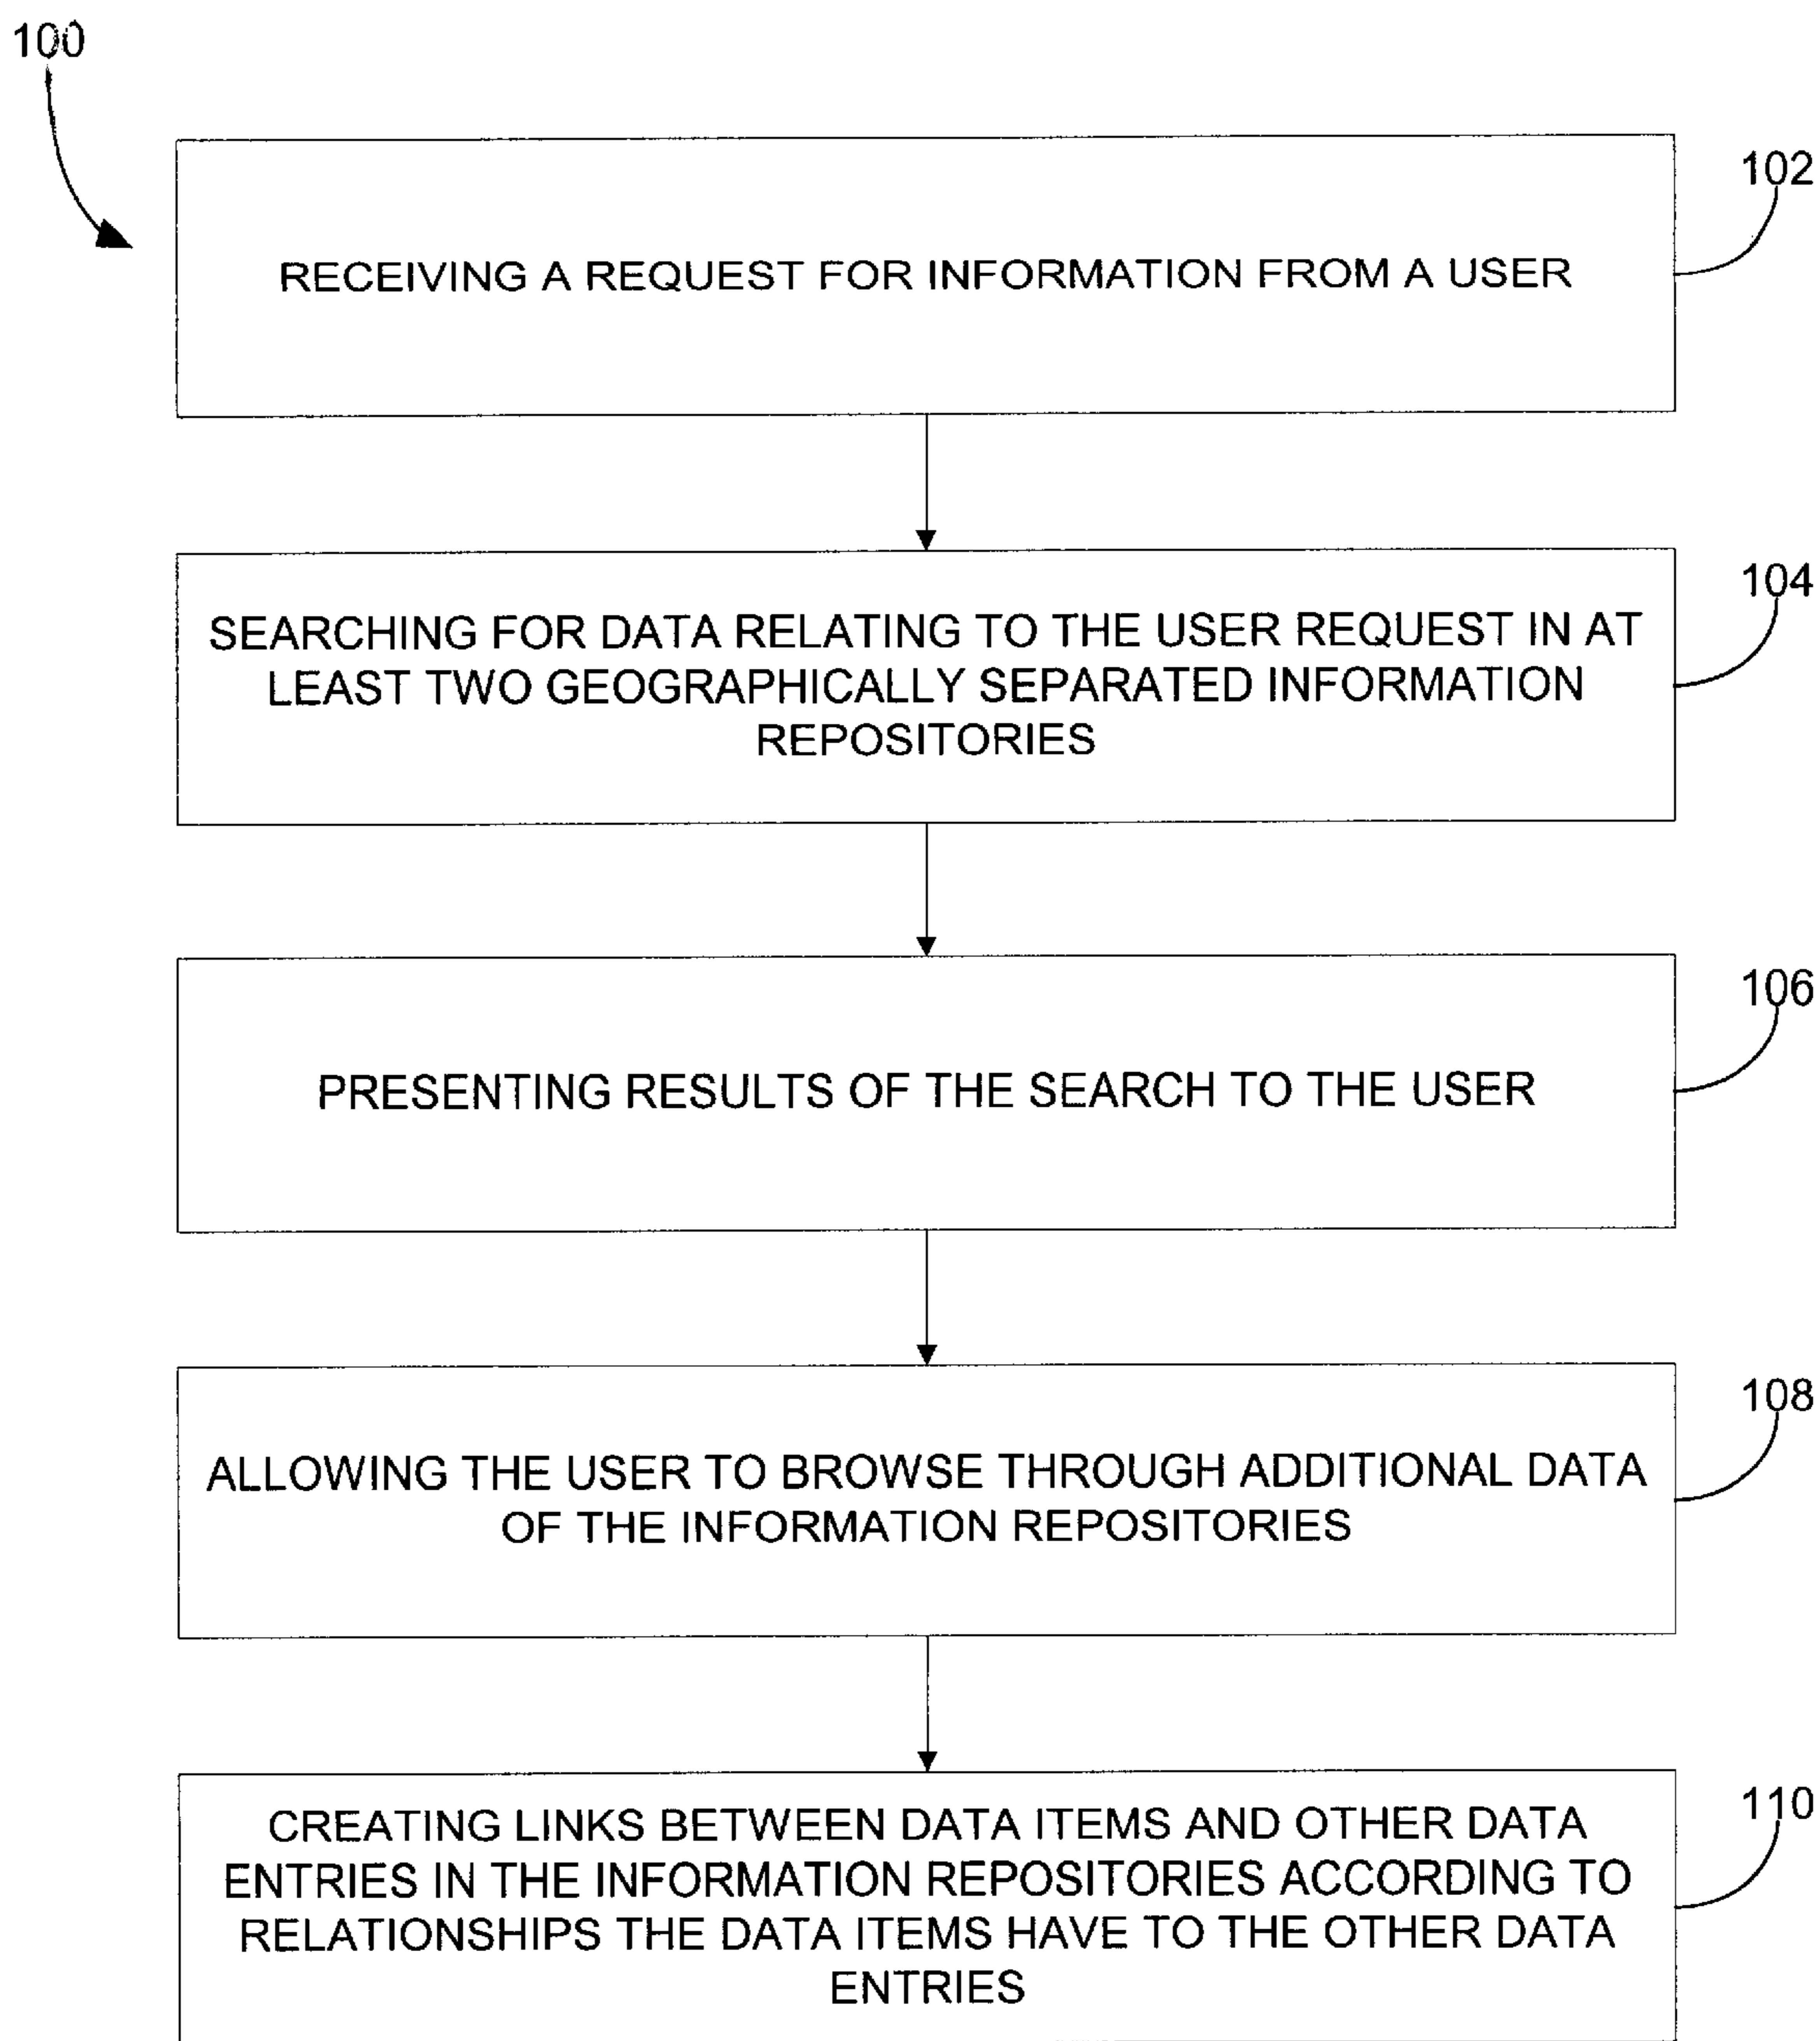 100
102
RECEIVING A REQUEST FOR INFORMATION FROM A USER
104
SEARCHING FOR DATA RELATING TO THE USER REQUEST IN AT
LEAST TWO GEOGRAPHICALLY SEPARATED INFORMATION
REPOSITORIES
106
PRESENTING RESULTS OF THE SEARCH TO THE USER
108
ALLOWING THE USER TO BROWSE THROUGH ADDITIONAL DATA
OF THE INFORMATION REPOSITORIES
110
CREATING LINKS BETWEEN DATA ITEMS AND OTHER DATA
ENTRIES IN THE INFORMATION REPOSITORIES ACCORDING TO
RELATIONSHIPS THE DATA ITEMS HAVE TO THE OTHER DATA
ENTRIES